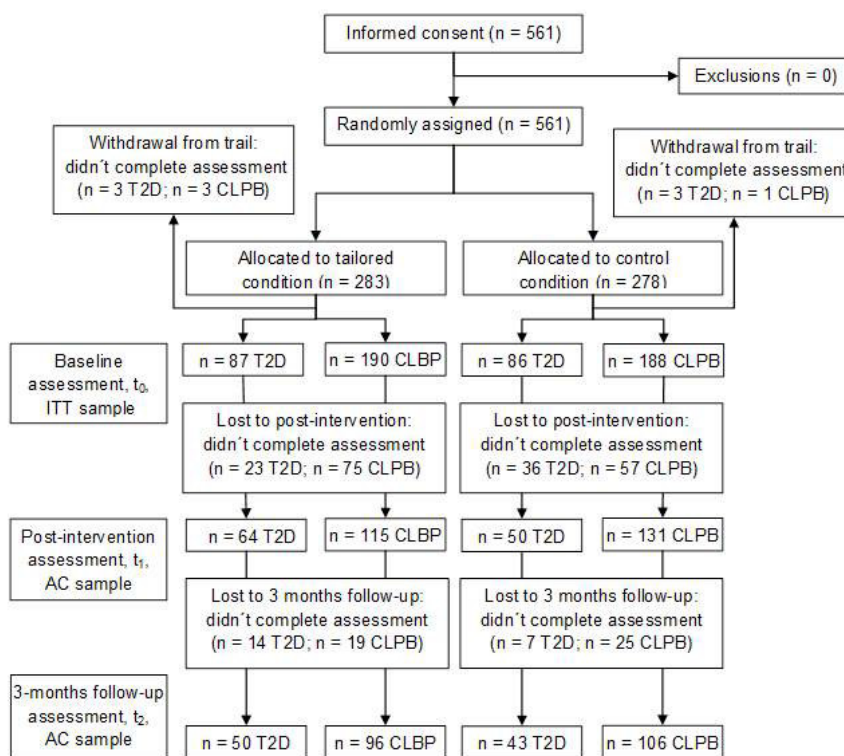 Informed consent (n = 561)
Exclusions (n = 0)
Randomly assigned (n = 561)
Withdrawal from trail:
didn´t complete assessment
(n = 3 T2D; n = 3 CLPB)
Withdrawal from trail:
didn´t complete assessment
(n = 3 T2D; n = 1 CLPB)
Allocated to tailored
condition (n = 283)
Allocated to control
condition (n = 278)
Baseline
assessment, t0,
ITT sample
n = 87 T2D
n = 190 CLBP
n = 86 T2D
n = 188 CLPB
Lost to post-intervention:
didn´t complete assessment
(n = 23 T2D; n = 75 CLPB)
Lost to post-intervention:
didn´t complete assessment
(n = 36 T2D; n = 57 CLPB)
Post-intervention
assessment, t1,
AC sample
n = 64 T2D
n = 115 CLBP
n = 50 T2D
n = 131 CLPB
Lost to 3 months follow-up:
didn´t complete assessment
(n = 14 T2D; n = 19 CLPB)
Lost to 3 months follow-up:
didn´t complete assessment
(n = 7 T2D; n = 25 CLPB)
3-months follow-up
assessment, t2,
AC sample
n = 50 T2D
n = 96 CLBP
n = 43 T2D
n = 106 CLPB